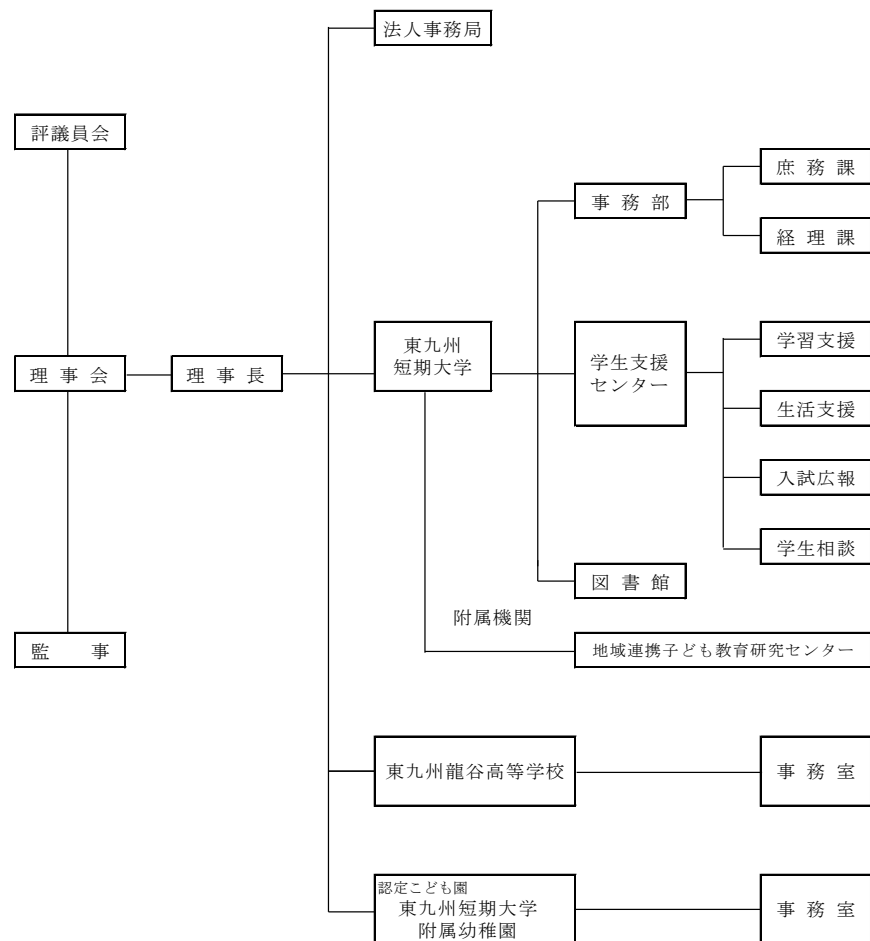 法人事務局
評議員会
庶務課
事務部
経理課
東九州
短期大学
学習支援
理事会
理事長
学生支援
センター
生活支援
入試広報
学生相談
図書館
附属機関
監　事
地域連携子ども教育研究センター
東九州龍谷高等学校
事務室
認定こども園
東九州短期大学
附属幼稚園
事務室